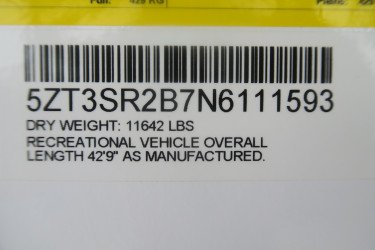 5ZT3SR2B7N6111593
DRY WEIGHT: 11642 LBS
RECREATIONAL VEHICLE OVERALL
LENGTH 42'9" AS MANUFACTURED.